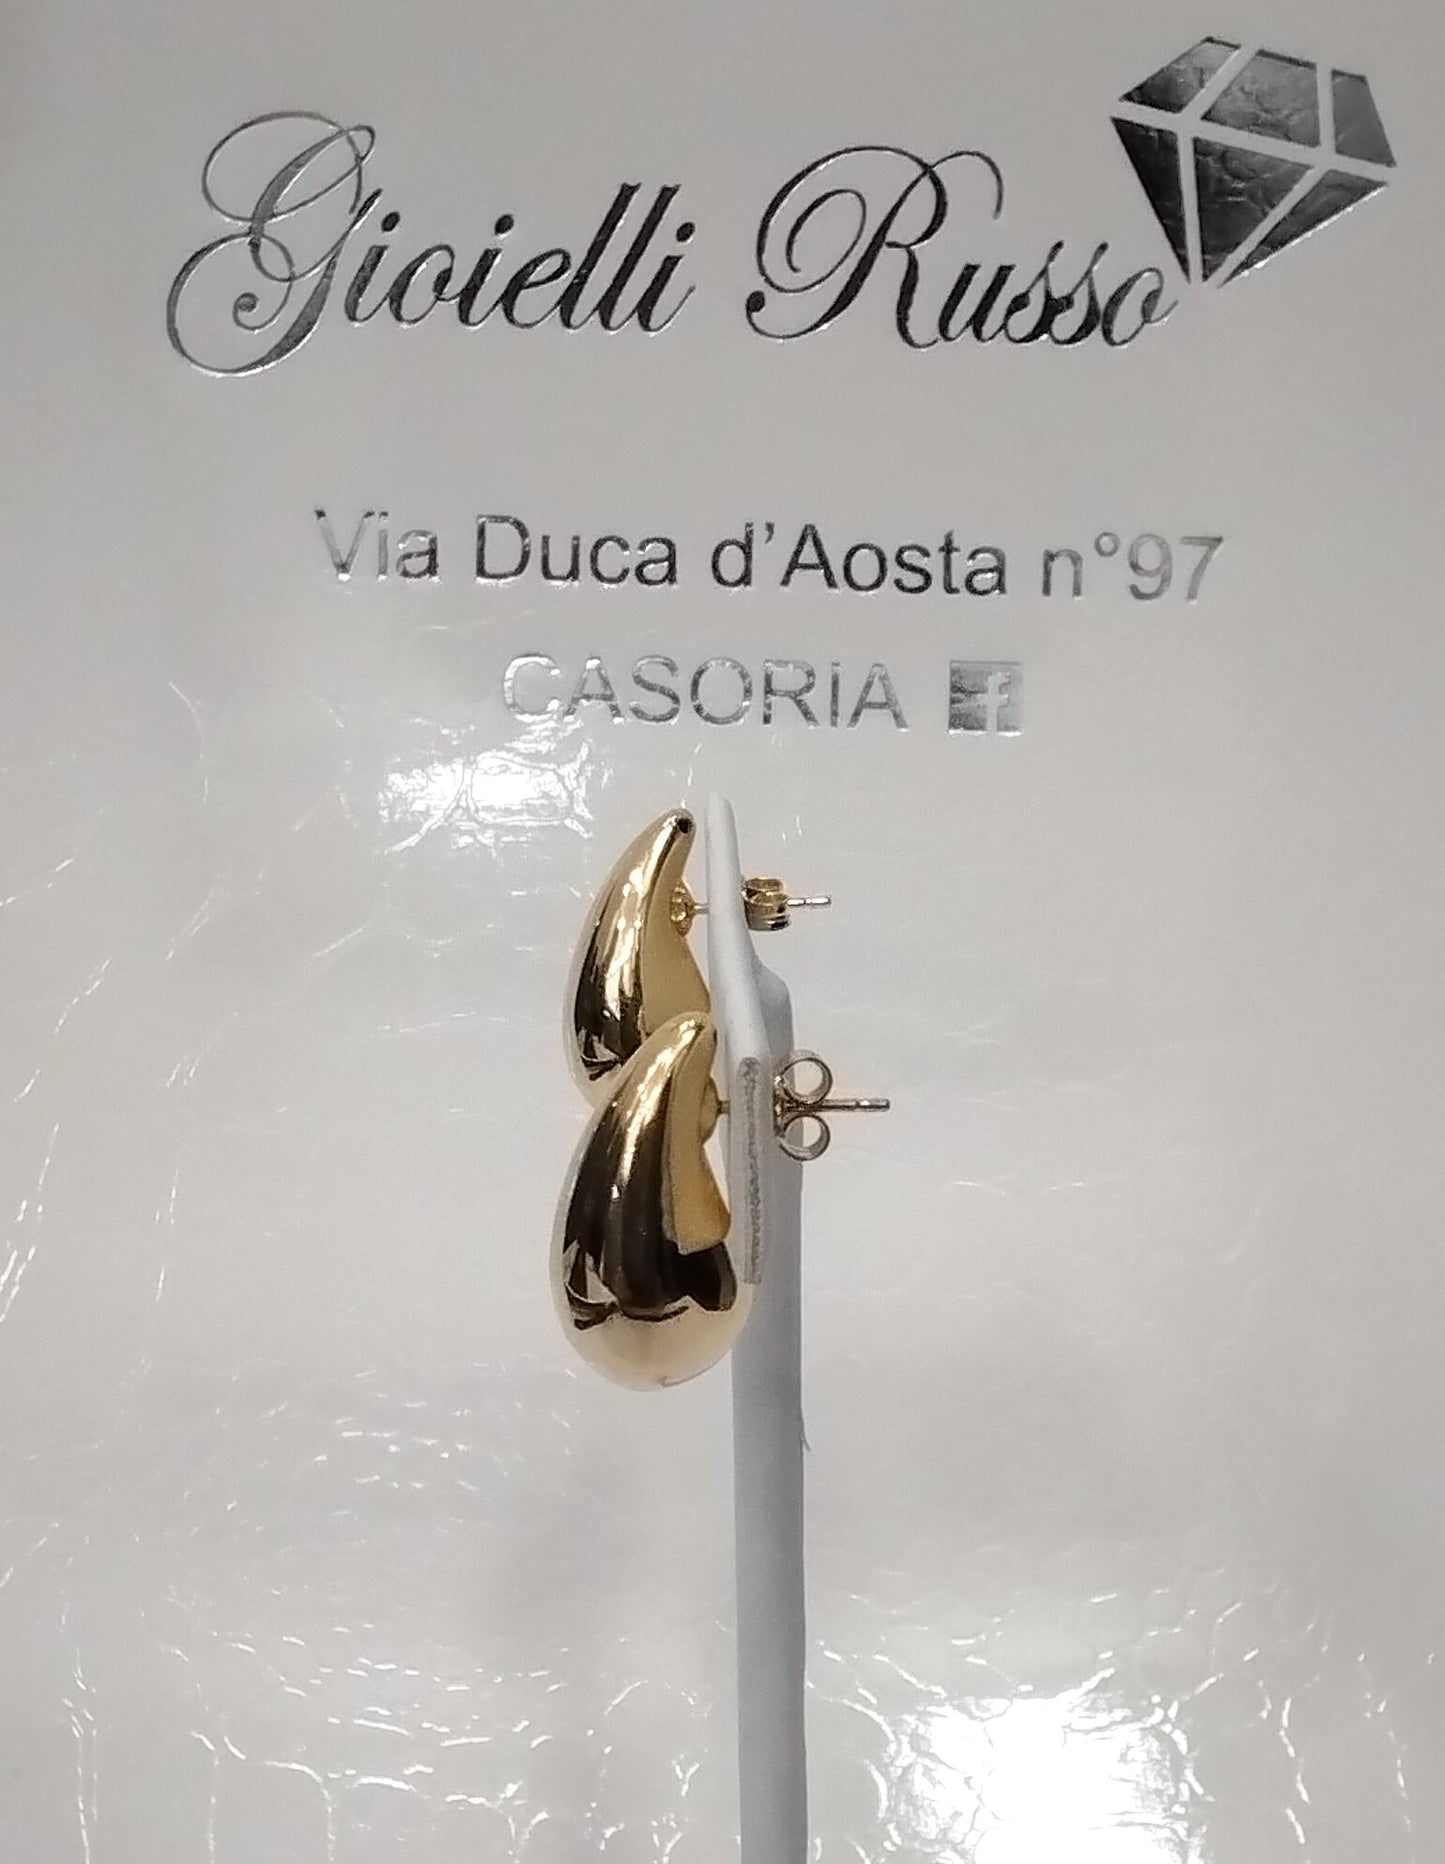 Gioielli Russo
Via Duca d'Aosta n°97
CASORIA f